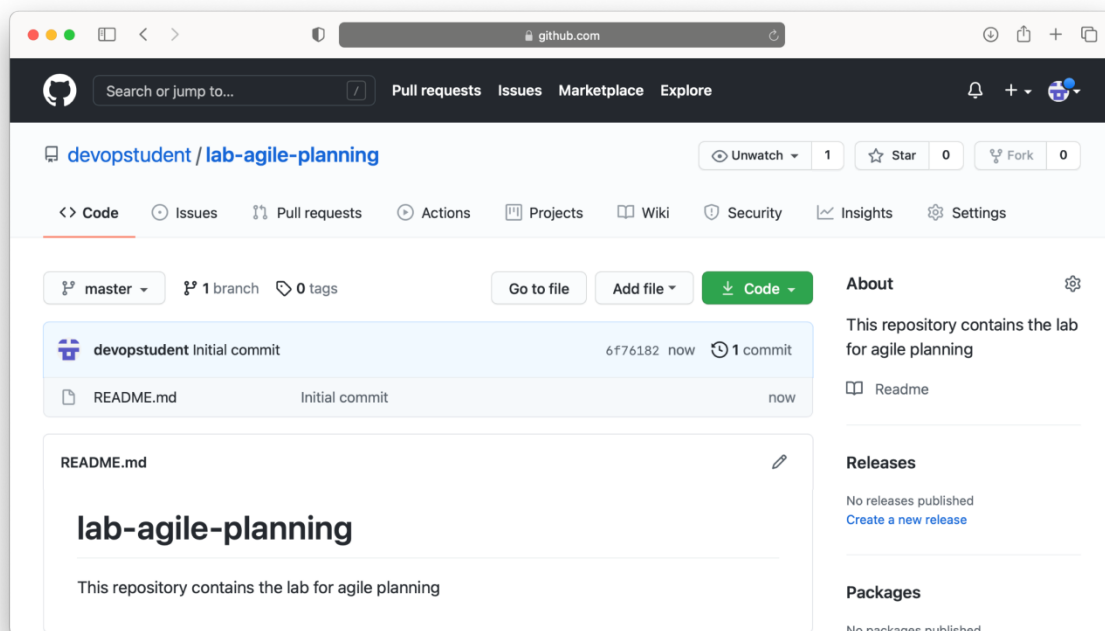 github.com
Search or jump to... / Pull requests Issues Marketplace Explore
devopstudent / lab-agile-planning Unwatch 1 Star 0 Fork 0
Code Issues Pull requests Actions Projects Wiki Security Insights Settings
master 1 branch 0 tags Go to file Add file Code
devopstudent Initial commit 6f76182 now 1 commit
README.md Initial commit now
README.md
lab-agile-planning
This repository contains the lab for agile planning
About
This repository contains the lab
for agile planning
Readme
Releases
No releases published
Create a new release
Packages
No packages published